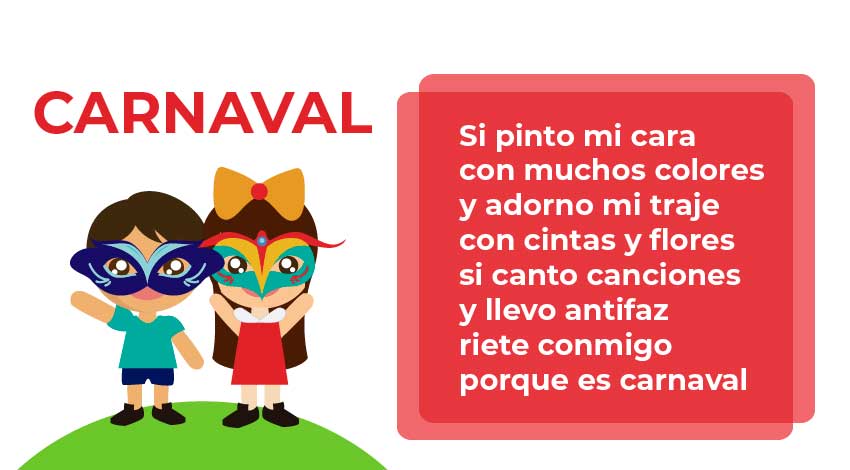 CARNAVAL
Si pinto mi cara
con muchos colores
y adorno mi traje
con cintas y flores
si canto canciones
y llevo antifaz
riete conmigo
porque es carnaval